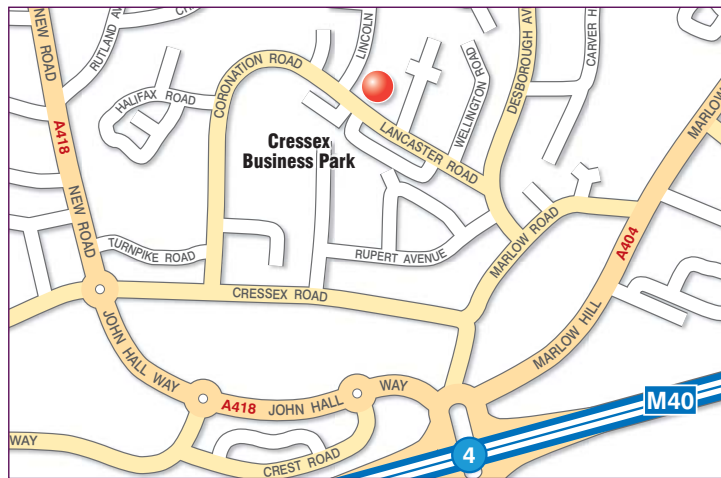 NEW ROAD
RUTLAND AV
LINCOLN
CORONATION ROAD
DESBOROUGH AV
CARVER H
MARLOW
HALIFAX ROAD
WELLINGTON ROAD
A418
LANCASTER ROAD
Cressex
Business Park
NEW ROAD
TURNPIKE ROAD
RUPERT AVENUE
MARLOW ROAD
A404
CRESSEX ROAD
JOHN HALL WAY
MARLOW HILL
A418
JOHN HALL
WAY
M40
WAY
CREST ROAD
4